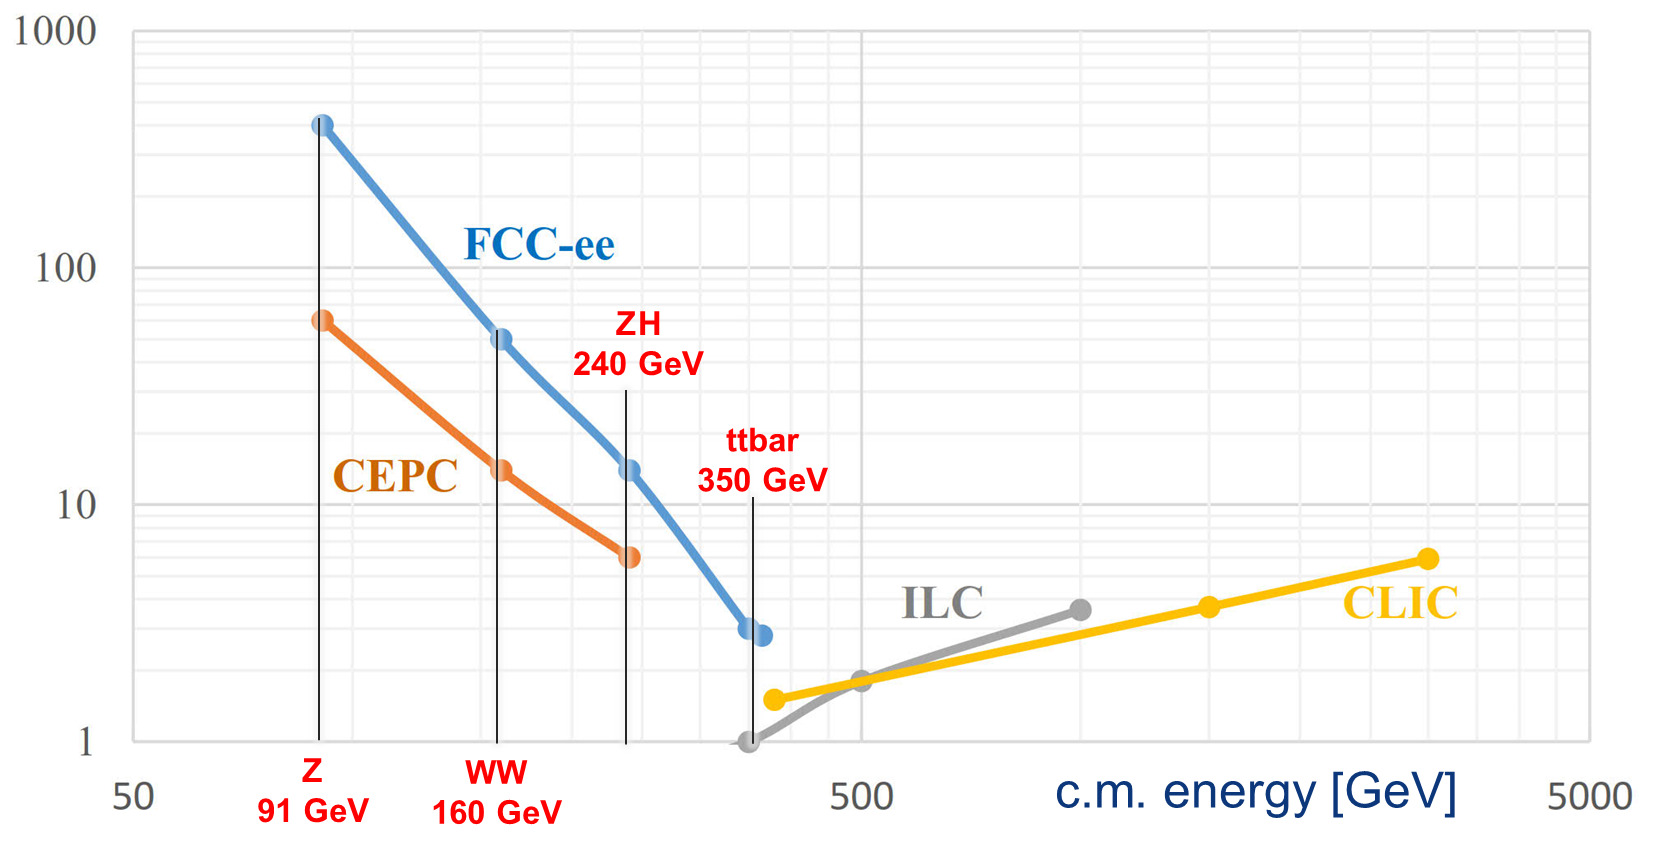 1000
100
10
1
FCC-ee
ZH
240 GeV
ttbar
350 GeV
CEPC
ILC
CLIC
Z
91 GeV
WW
160 GeV
50
500
c.m. energy [GeV]
5000